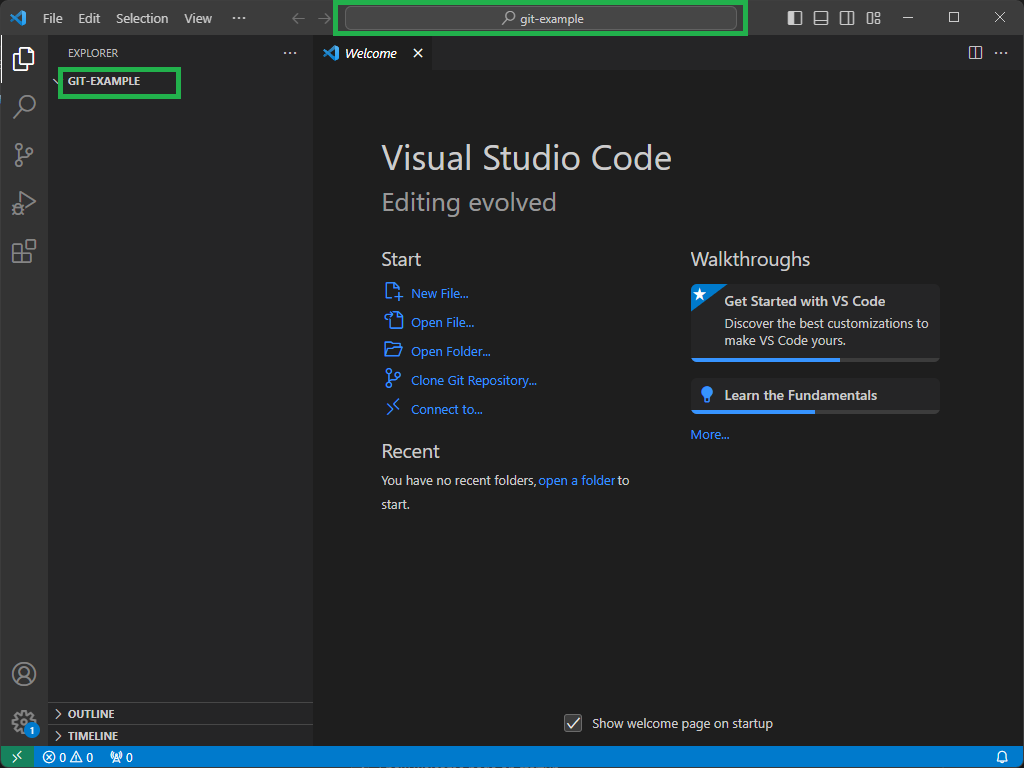 File Edit Selection View ··· git-example
EXPLORER ···
GIT-EXAMPLE
Welcome
Visual Studio Code
Editing evolved
Start
New File...
Open File...
Open Folder...
Clone Git Repository...
Connect to...
Recent
You have no recent folders, open a folder to
start.
Walkthroughs
Get Started with VS Code
Discover the best customizations to
make VS Code yours.
Learn the Fundamentals
More...
Show welcome page on startup
OUTLINE
TIMELINE
1
0 0 0